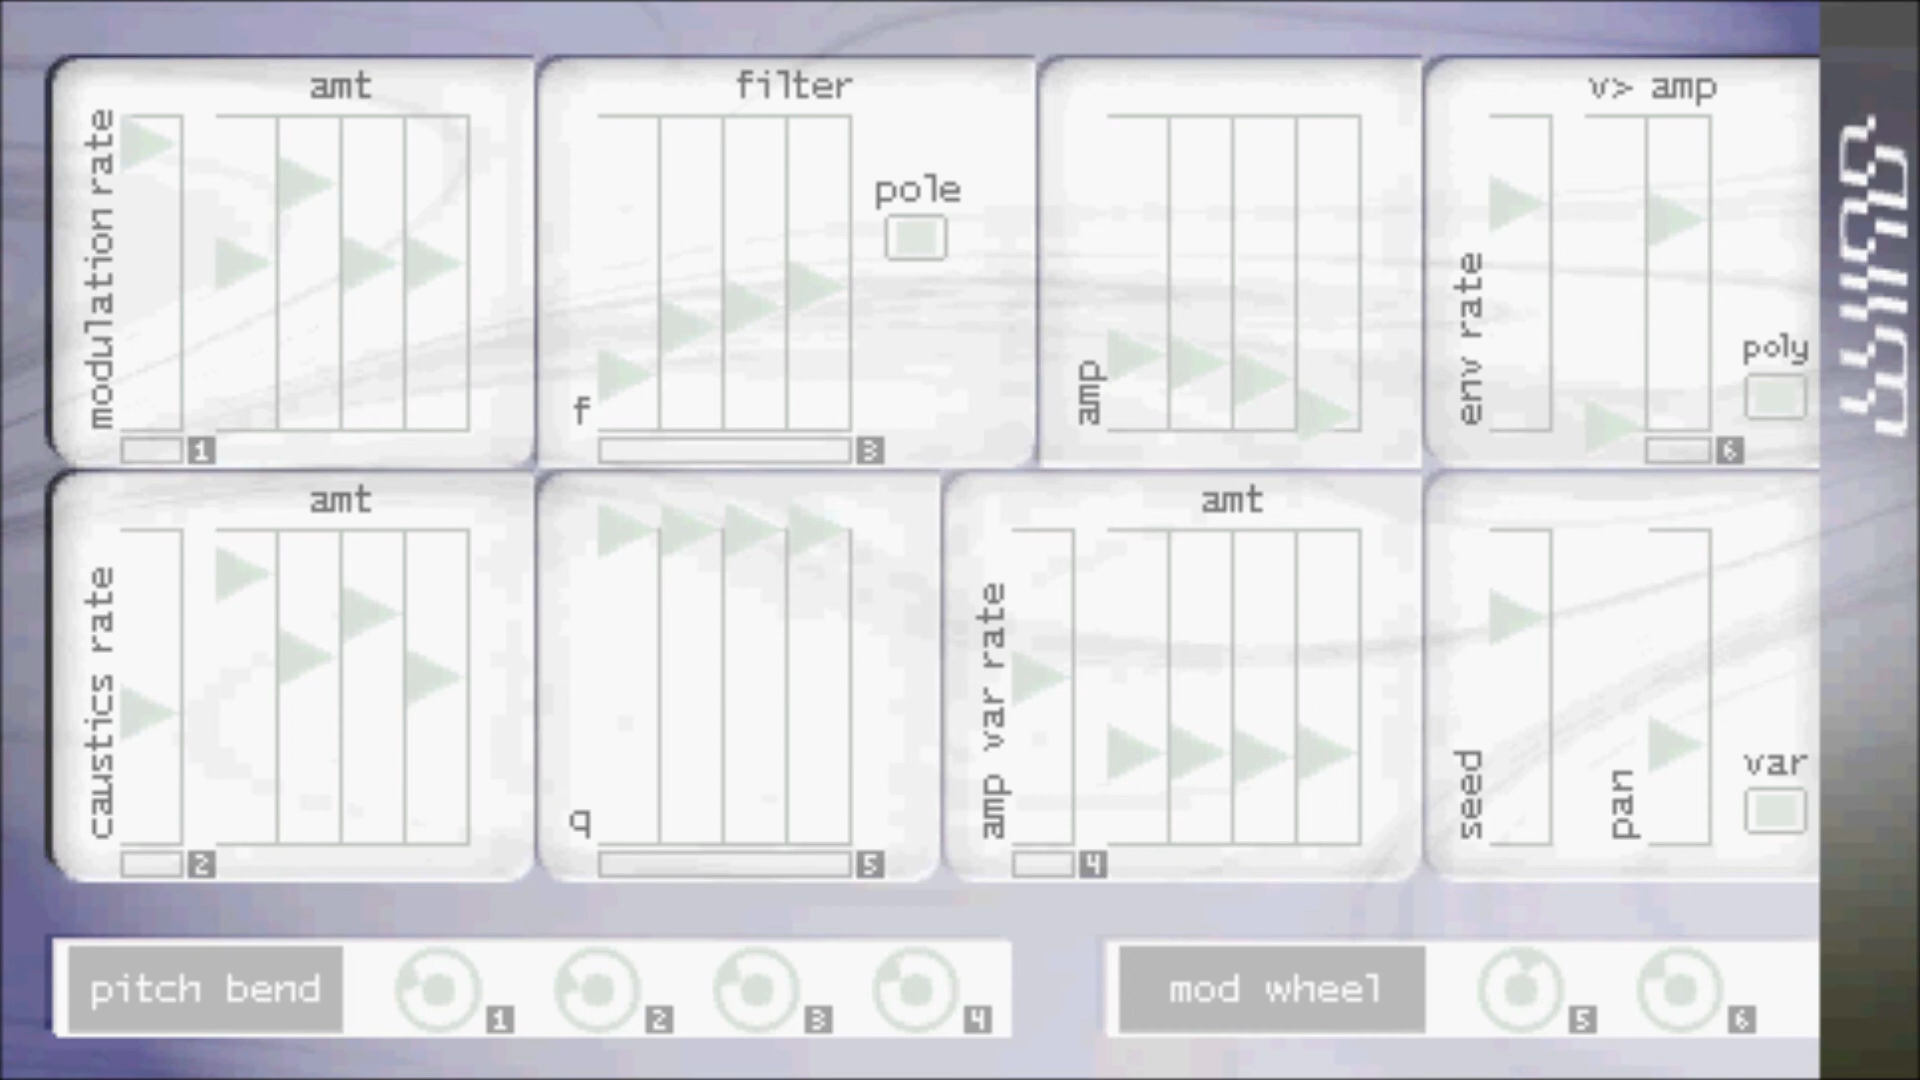 amt
filter
v> amp
modulation rate
pole
f
amp
env rate
poly
1
3
6
amt
amt
caustics rate
q
amp var rate
seed
pan
var
2
5
4
pitch bend
1
2
3
4
mod wheel
5
6